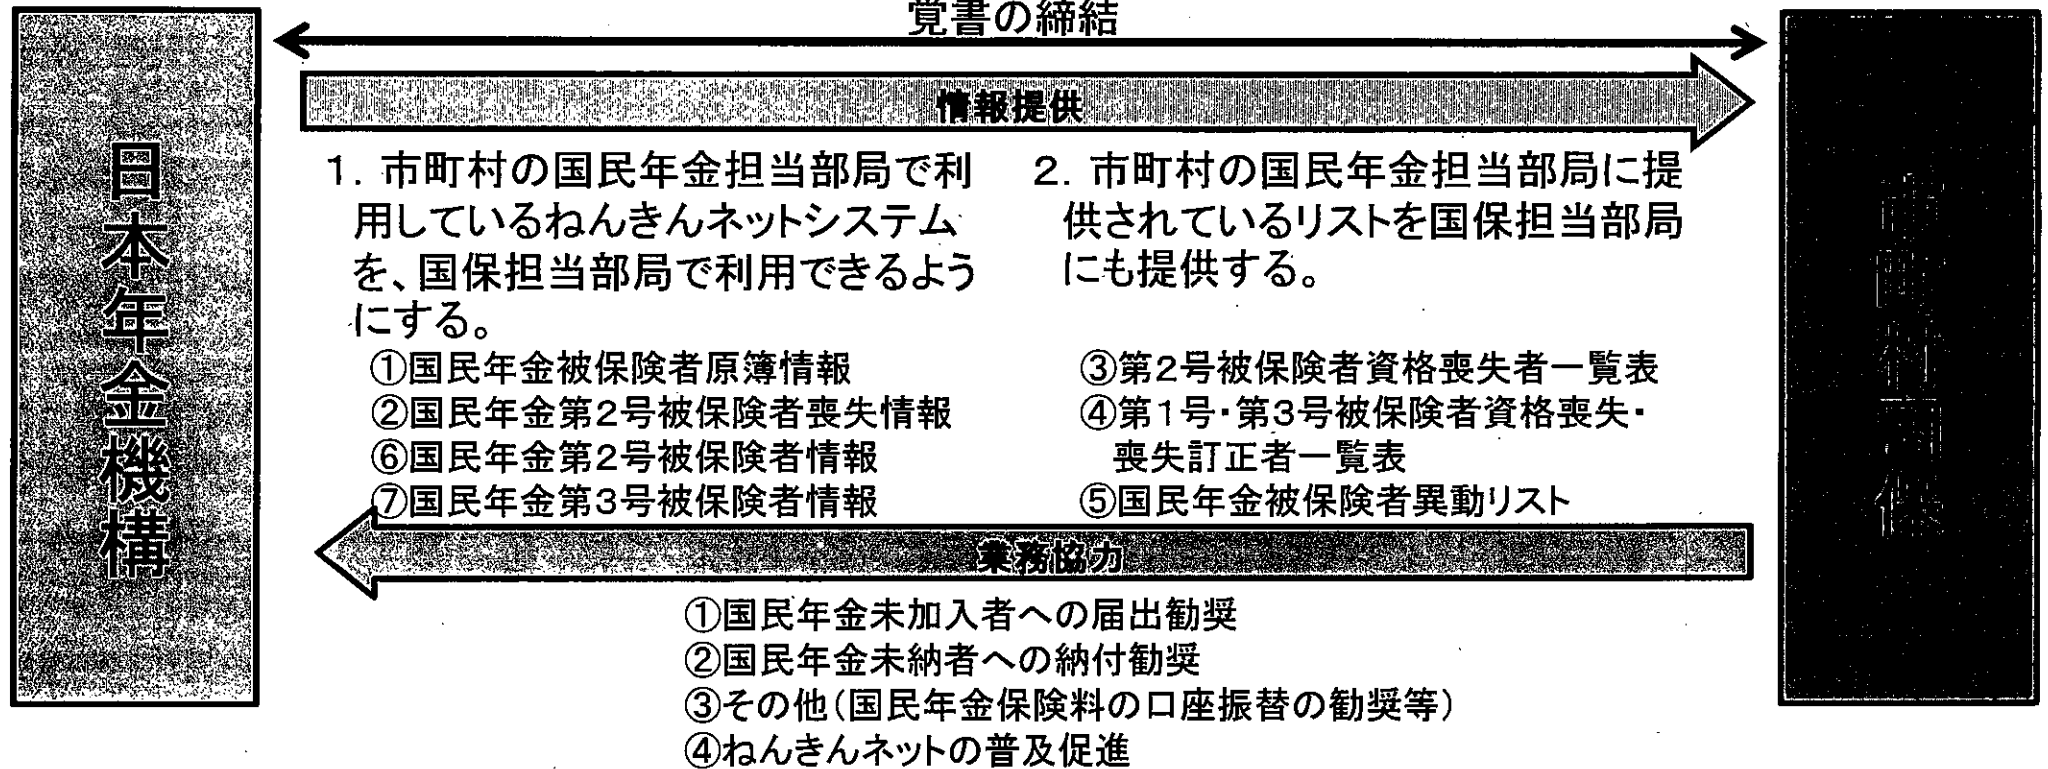 覚書の締結
日本年金機構
情報提供
1. 市町村の国民年金担当部局で利
用しているねんきんネットシステム
を、国保担当部局で利用できるよう
にする。
①国民年金被保険者原簿情報
②国民年金第2号被保険者喪失情報
⑥国民年金第2号被保険者情報
⑦国民年金第3号被保険者情報
2. 市町村の国民年金担当部局に提
供されているリストを国保担当部局
にも提供する。
③第2号被保険者資格喪失者一覧表
④第1号・第3号被保険者資格喪失・
喪失訂正者一覧表
⑤国民年金被保険者異動リスト
業務協力
①国民年金未加入者への届出勧奨
②国民年金未納者への納付勧奨
③その他(国民年金保険料の口座振替の勧奨等)
④ねんきんネットの普及促進
市町村国保